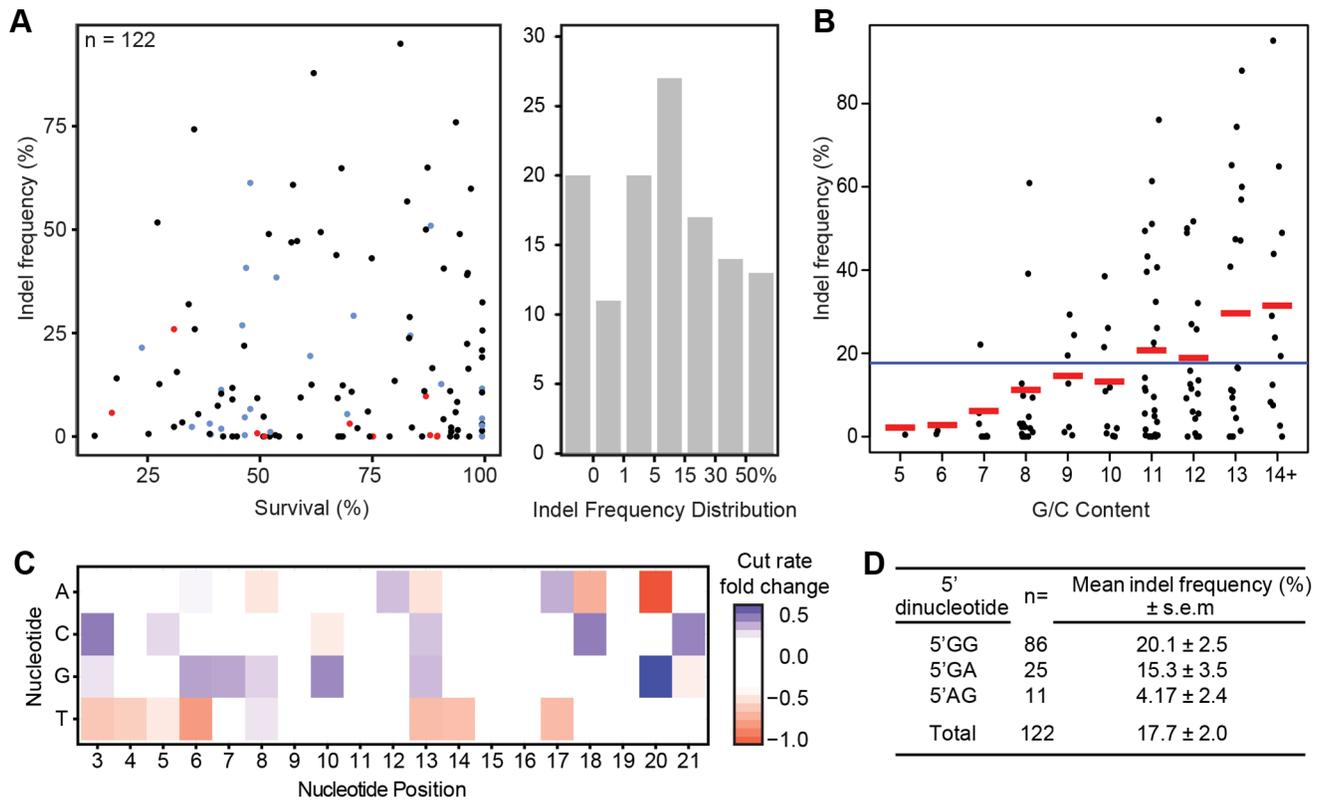 A
n = 122
Indel frequency (%)
75
50
25
0
25
50
75
100
Survival (%)
30
25
20
15
10
5
0
0 1 5 15 30 50%
Indel Frequency Distribution
B
Indel frequency (%)
80
60
40
20
0
5 6 7 8 9 10 11 12 13 14+
G/C Content
C
Nucleotide
A
C
G
T
3 4 5 6 7 8 9 10 11 12 13 14 15 16 17 18 19 20 21
Nucleotide Position
Cut rate
fold change
0.5
0.0
−0.5
−1.0
D
5’
dinucleotide
n=
Mean indel frequency (%)
± s.e.m
5’GG 86 20.1 ± 2.5
5’GA 25 15.3 ± 3.5
5’AG 11 4.17 ± 2.4
Total 122 17.7 ± 2.0